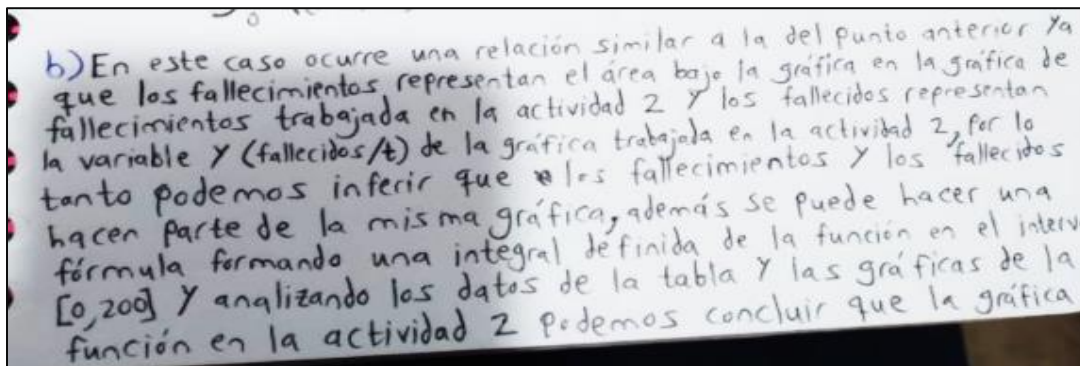 b) En este caso ocurre una relación similar a la del punto anterior ya
que los fallecimientos representan el área bajo la gráfica en la gráfica de
fallecimientos trabajada en la actividad 2 y los fallecidos representan
la variable y (fallecidos/t) de la gráfica trabajada en la actividad 2, por lo
tanto podemos inferir que los fallecimientos y los fallecidos
hacen parte de la misma gráfica, además se puede hacer una
fórmula formando una integral definida de la función en el interv
[0,200] y analizando los datos de la tabla y las gráficas de la
función en la actividad 2 podemos concluir que la gráfica